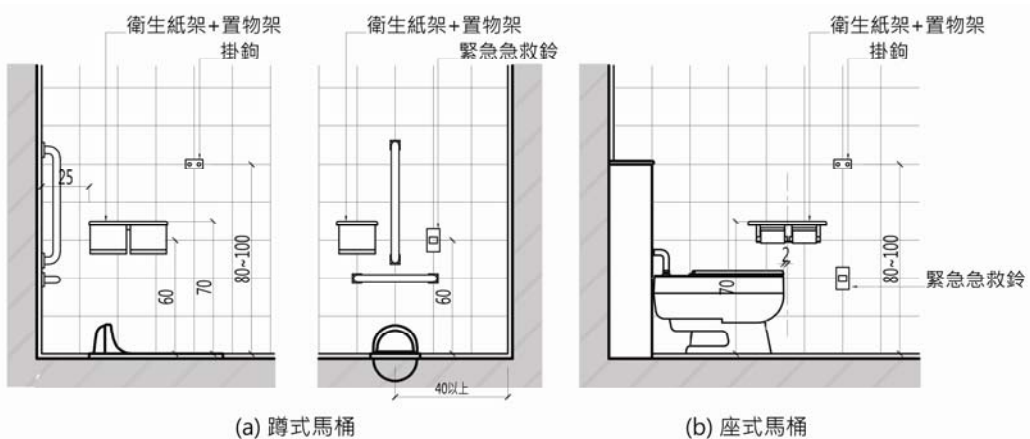 衛生紙架+置物架
掛鉤
25
60
70
80~100
衛生紙架+置物架
緊急急救鈴
60
40以上
(a) 蹲式馬桶
衛生紙架+置物架
掛鉤
2
70
80~100
緊急急救鈴
(b) 座式馬桶